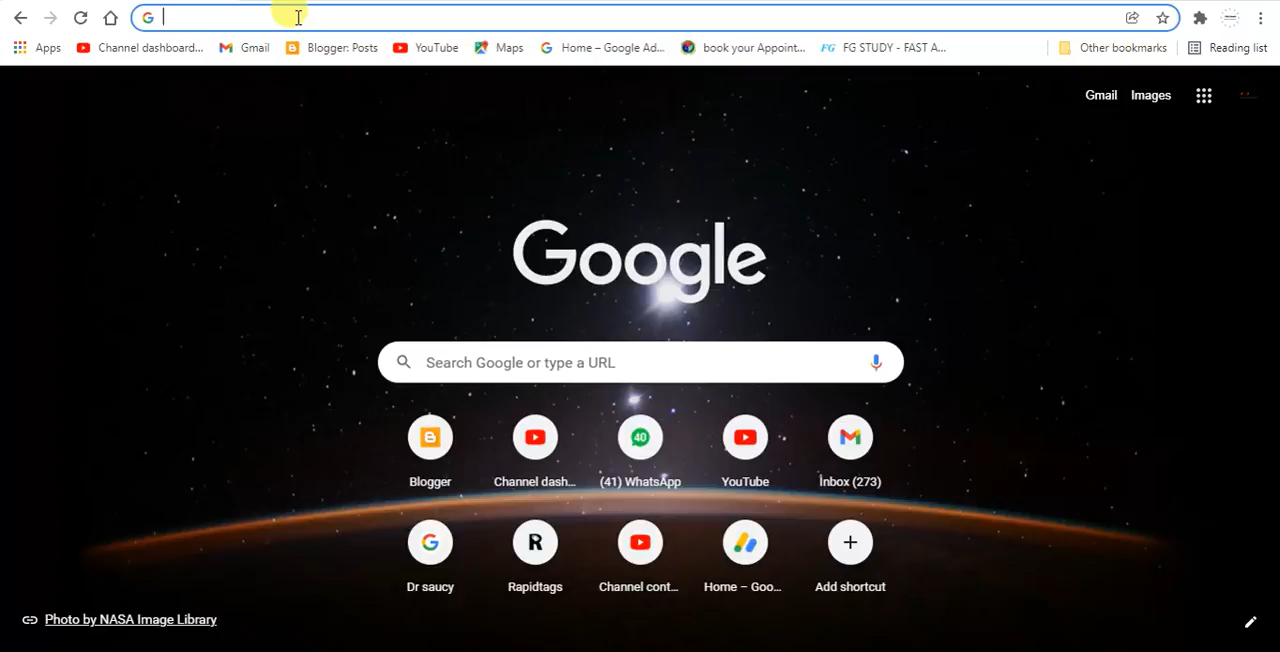 Apps Channel dashboard... Gmail Blogger: Posts YouTube Maps Home – Google Ad... book your Appoint... FG STUDY - FAST A... Other bookmarks Reading list
Gmail Images
Google
Search Google or type a URL
40
Blogger Channel dash... (41) WhatsApp YouTube Inbox (273)
R
Dr saucy Rapidtags Channel cont... Home – Goo... Add shortcut
Photo by NASA Image Library